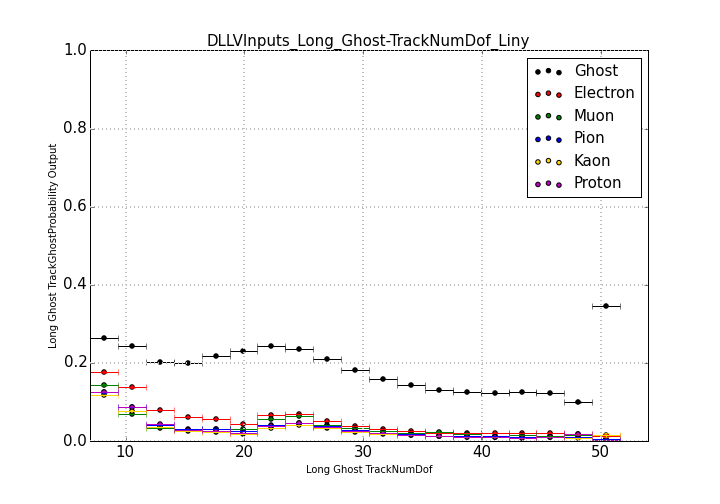 DLLVInputs_Long_Ghost-TrackNumDof_Liny
1.0
0.8
0.6
0.4
0.2
0.0
Long Ghost TrackGhostProbability Output
Ghost
Electron
Muon
Pion
Kaon
Proton
10
20
30
40
50
Long Ghost TrackNumDof